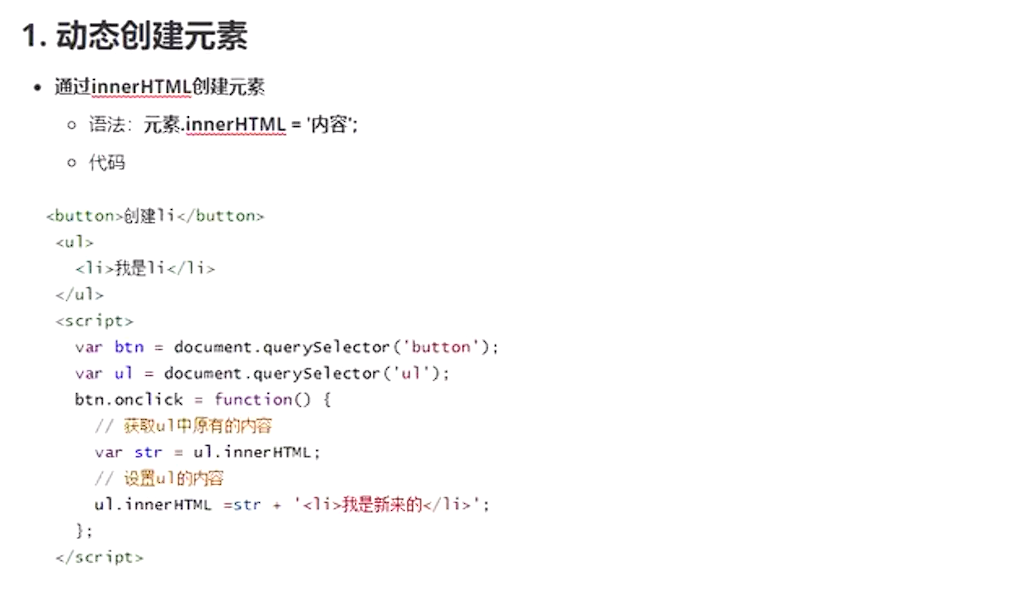 1. 动态创建元素
• 通过innerHTML创建元素
○ 语法：元素.innerHTML = '内容';
○ 代码
<button>创建li</button>
<ul>
<li>我是li</li>
</ul>
<script>
var btn = document.querySelector('button');
var ul = document.querySelector('ul');
btn.onclick = function() {
// 获取ul中原有的内容
var str = ul.innerHTML;
// 设置ul的内容
ul.innerHTML =str + '<li>我是新来的</li>';
};
</script>